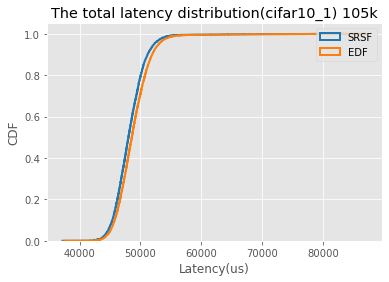 The total latency distribution(cifar10_1) 105k
SRSF
EDF
1.0
0.8
0.6
0.4
0.2
0.0
CDF
40000 50000 60000 70000 80000
Latency(us)